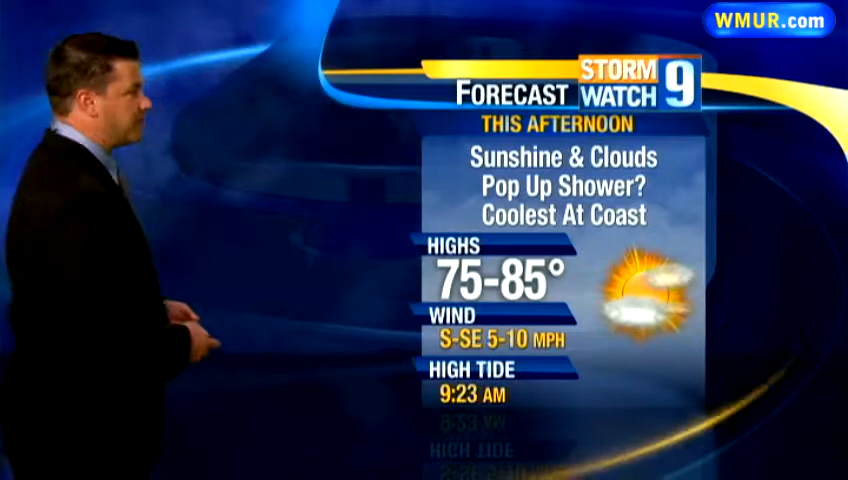 WMUR.com
FORECAST STORM WATCH 9
THIS AFTERNOON
Sunshine & Clouds
Pop Up Shower?
Coolest At Coast
HIGHS
75-85°
WIND
S-SE 5-10 MPH
HIGH TIDE
9:23 AM